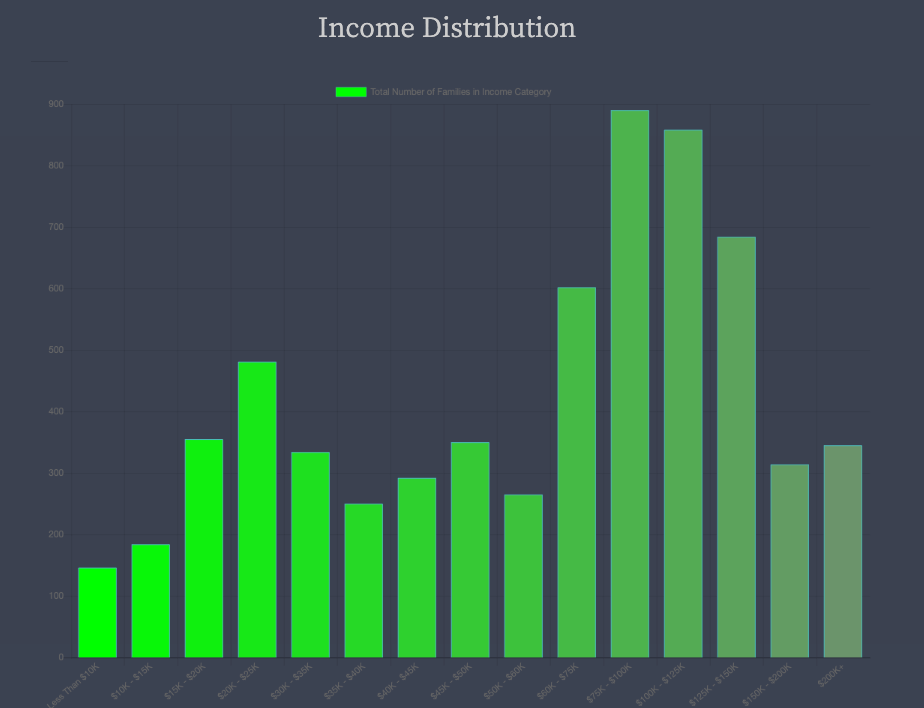 Income Distribution
Total Number of Families in Income Category
900
800
700
600
500
400
300
200
100
0
Less Than $10K
$10K - $15K
$15K - $20K
$20K - $25K
$30K - $35K
$35K - $40K
$40K - $45K
$45K - $50K
$50K - $60K
$60K - $75K
$75K - $100K
$100K - $125K
$125K - $150K
$150K - $200K
$200K+